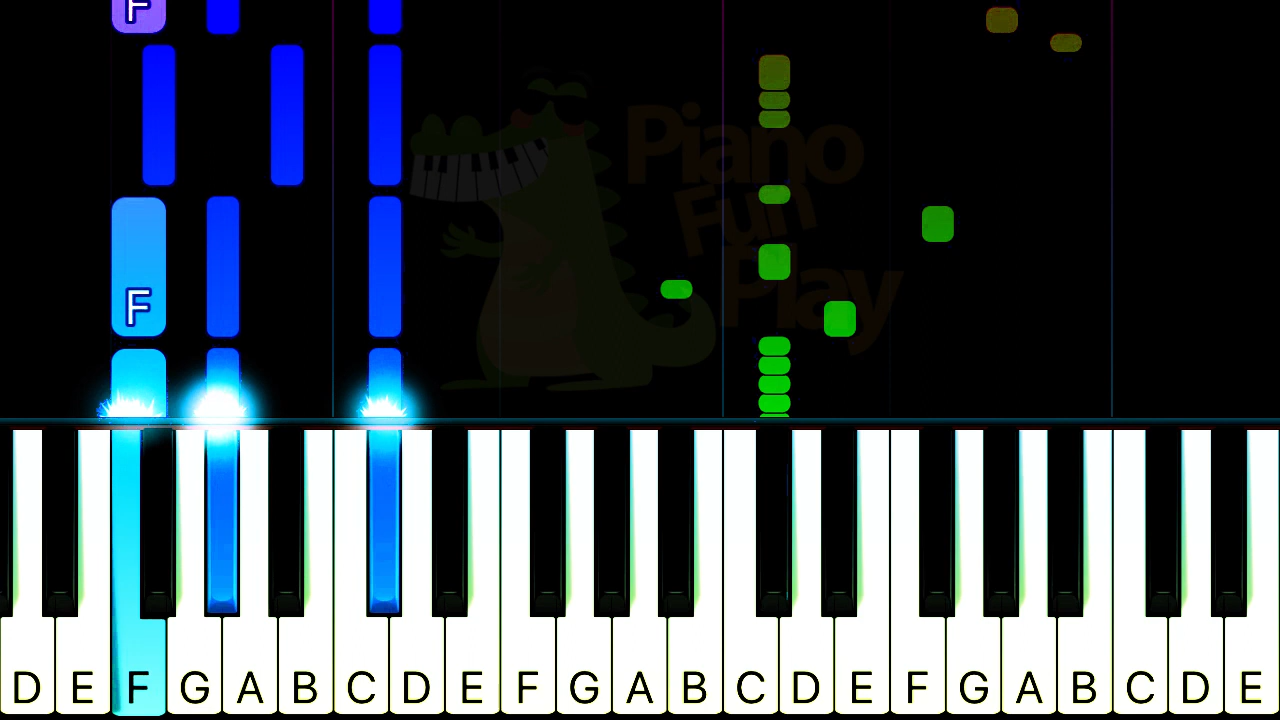 F
Piano
Fun
Play
F
D E F G A B C D E F G A B C D E F G A B C D E